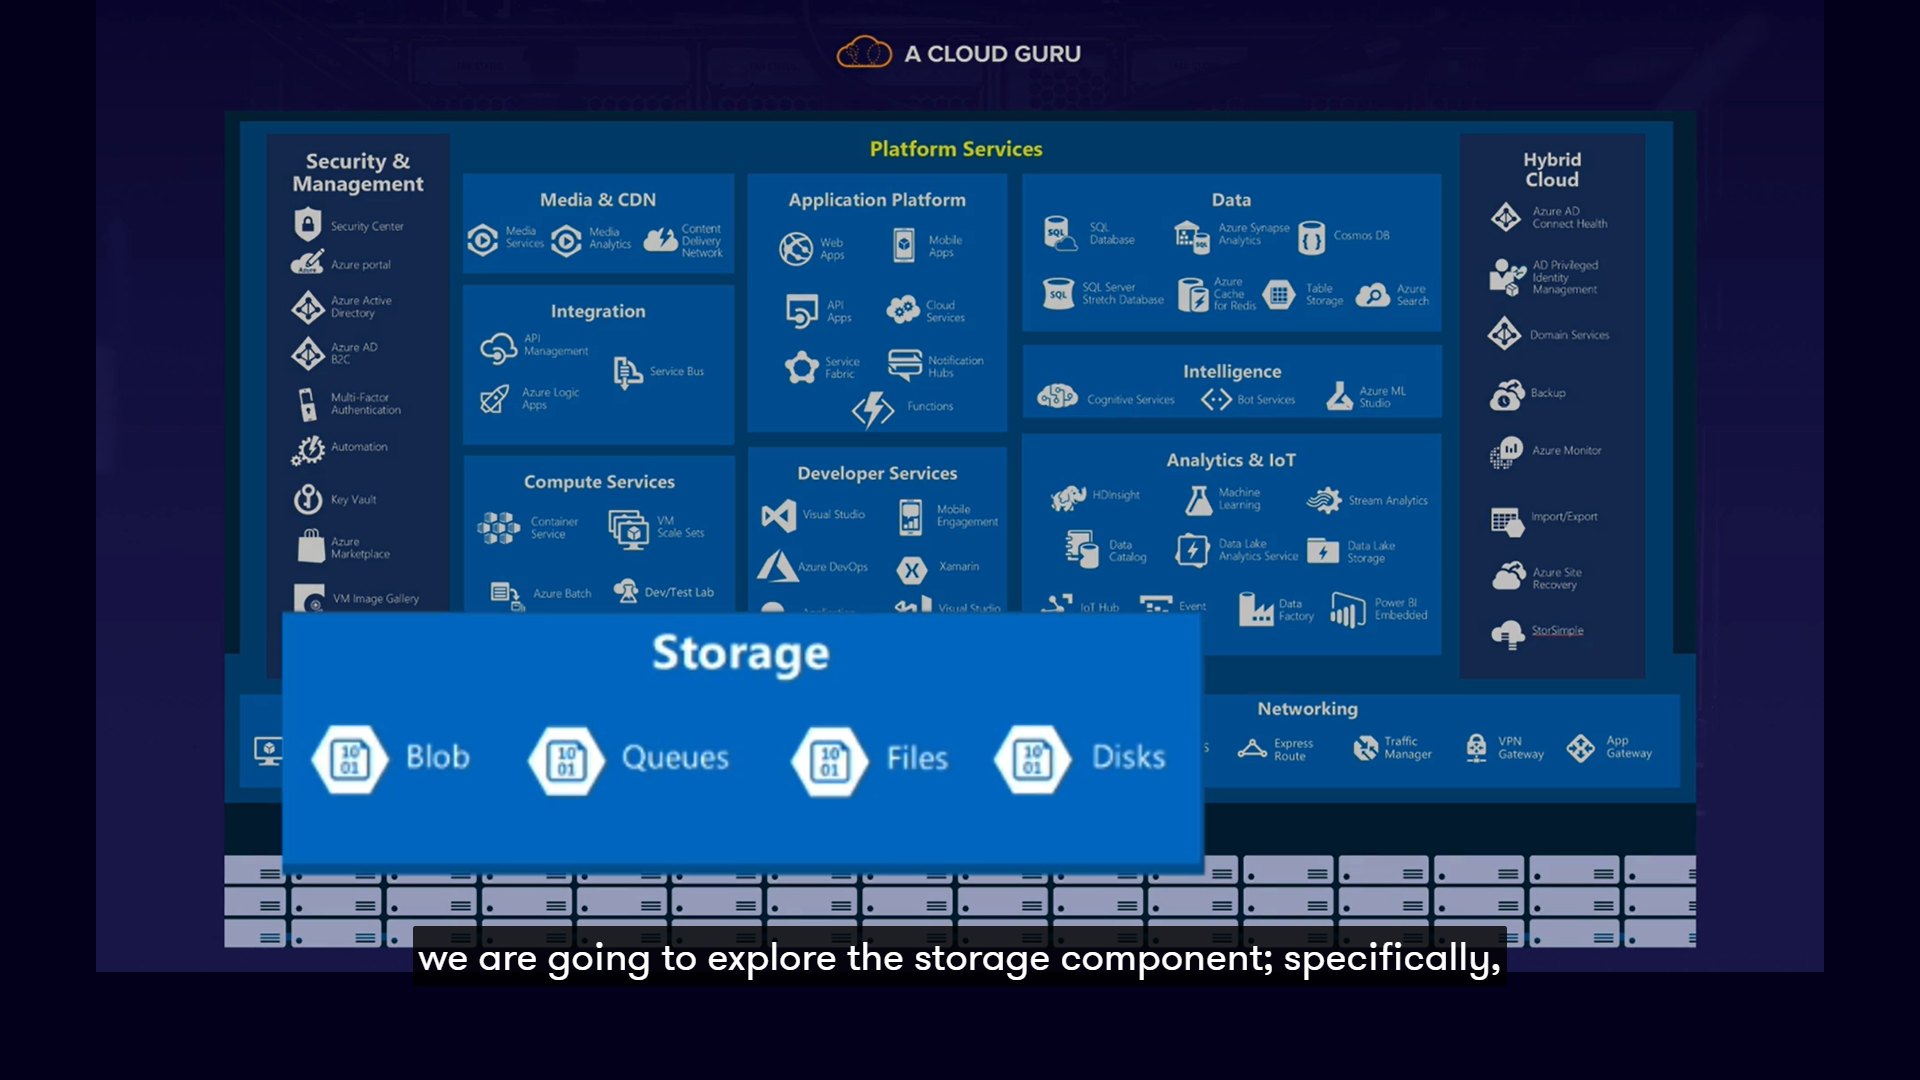 A CLOUD GURU
Platform Services
Security &
Management
Security Center
Azure portal
Azure Active
Directory
Azure AD
B2C
Multi-Factor
Authentication
Automation
Key Vault
Azure
Marketplace
VM Image Gallery
Media & CDN
Media
Services
Media
Analytics
Content
Delivery
Network
Integration
API
Management
Service Bus
Azure Logic
Apps
Compute Services
Container
Service
VM
Scale Sets
Azure Batch
Dev/Test Lab
Application Platform
Web
Apps
Mobile
Apps
API
Apps
Cloud
Services
Service
Fabric
Notification
Hubs
Functions
Developer Services
Visual Studio
Mobile
Engagement
Azure DevOps
Xamarin
Application
Visual Studio
Data
SQL
Database
Azure Synapse
Analytics
Cosmos DB
SQL Server
Stretch Database
Azure
Cache
for Redis
Table
Storage
Azure
Search
Intelligence
Cognitive Services
Bot Services
Azure ML
Studio
Analytics & IoT
HDInsight
Machine
Learning
Stream Analytics
Data
Catalog
Data Lake
Analytics Service
Data Lake
Storage
IoT Hub
Event
Data
Factory
Power BI
Embedded
Hybrid
Cloud
Azure AD
Connect Health
AD Privileged
Identity
Management
Domain Services
Backup
Azure Monitor
Import/Export
Azure Site
Recovery
StorSimple
Storage
Blob
Queues
Files
Disks
Networking
Express
Route
Traffic
Manager
VPN
Gateway
App
Gateway
we are going to explore the storage component; specifically,